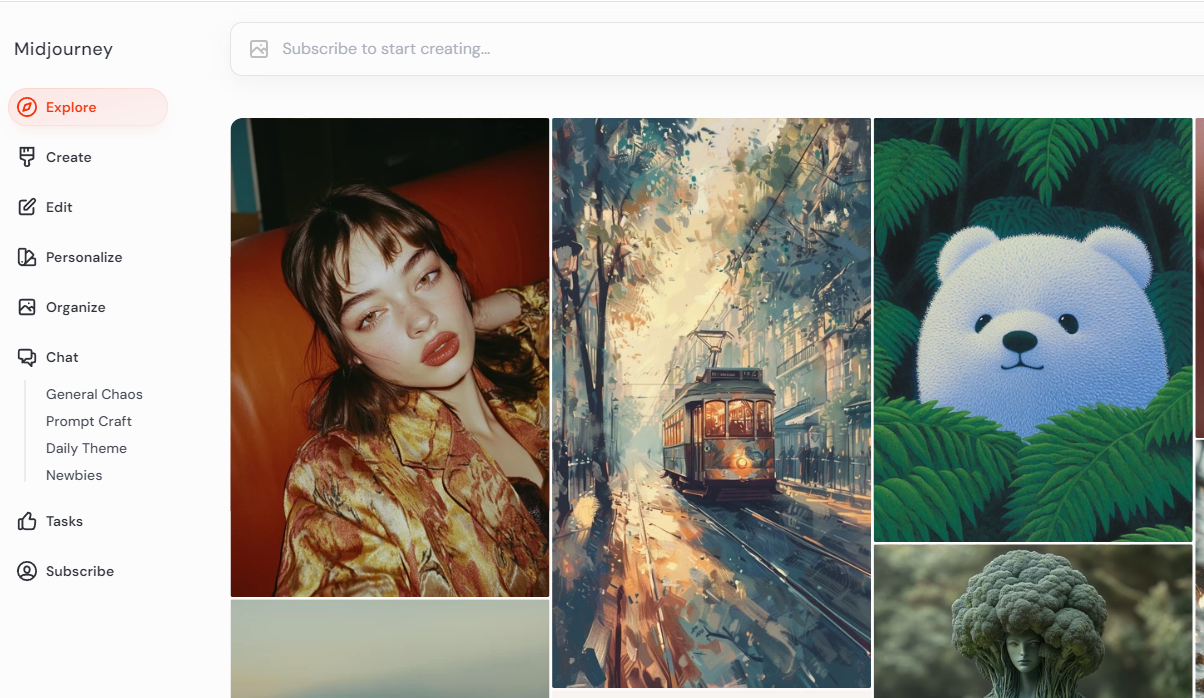 Midjourney
Subscribe to start creating...
Explore
Create
Edit
Personalize
Organize
Chat
General Chaos
Prompt Craft
Daily Theme
Newbies
Tasks
Subscribe